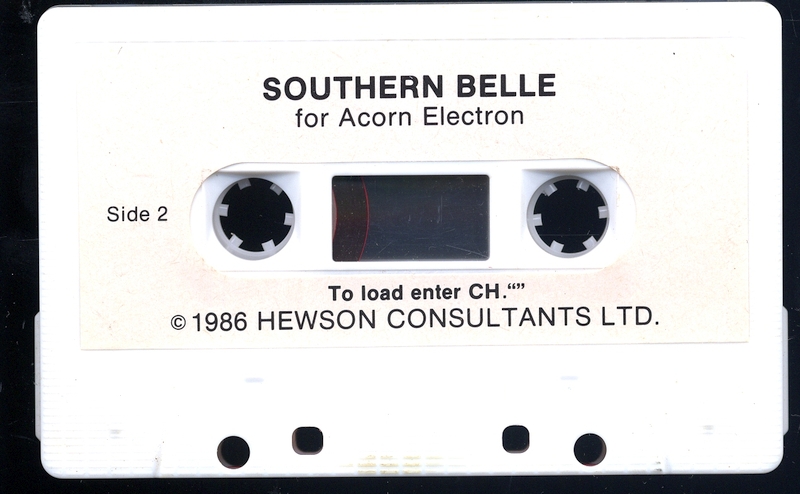 SOUTHERN BELLE
for Acorn Electron
Side 2
To load enter CH.“”
© 1986 HEWSON CONSULTANTS LTD.